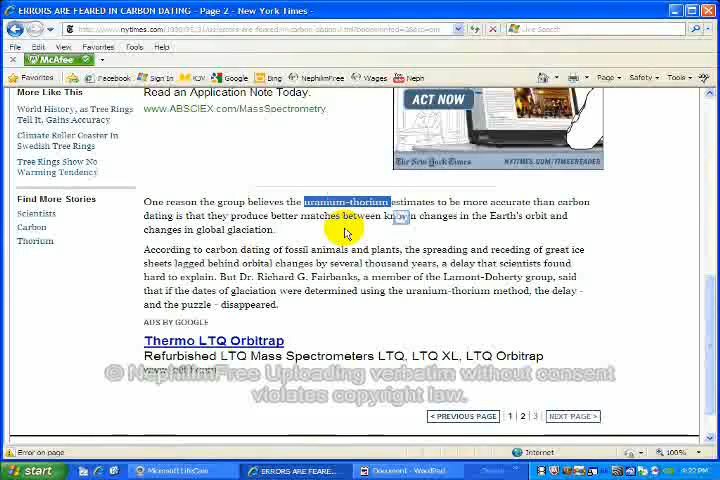 ERRORS ARE FEARED IN CARBON DATING - Page 2 - New York Times -
Live Search
File Edit View Favorites Tools Help
McAfee
Favorites Facebook Sign In Google Bing NephilimFree Wages Neph Page Safety Tools
More Like This
World History, as Tree Rings
Tell It, Gains Accuracy
Climate Roller Coaster In
Swedish Tree Rings
Tree Rings Show No
Warming Tendency
Find More Stories
Scientists
Carbon
Thorium
Read an Application Note Today.
www.ABSCIEX.com/MassSpectrometry
ACT NOW
The New York Times NYTIMES.COM/TIMESREADER
One reason the group believes the uranium-thorium estimates to be more accurate than carbon
dating is that they produce better matches between known changes in the Earth's orbit and
changes in global glaciation.
According to carbon dating of fossil animals and plants, the spreading and receding of great ice
sheets lagged behind orbital changes by several thousand years, a delay that scientists found
hard to explain. But Dr. Richard G. Fairbanks, a member of the Lamont-Doherty group, said
that if the dates of glaciation were determined using the uranium-thorium method, the delay -
and the puzzle - disappeared.
ADS BY GOOGLE
Thermo LTQ Orbitrap
Refurbished LTQ Mass Spectrometers LTQ, LTQ XL, LTQ Orbitrap
© NephilimFree Uploading verbatim without consent
violates copyright law.
PREVIOUS PAGE 1 2 3 NEXT PAGE
Error on page Internet 100%
start Microsoft LifeCam ERRORS ARE FEARE... Document - WordPad